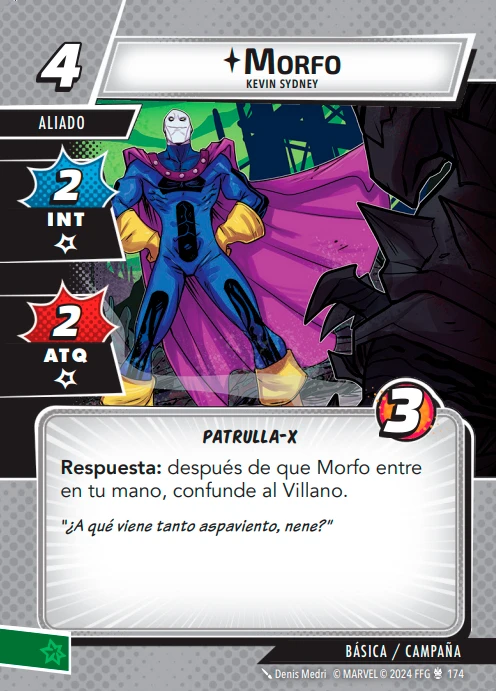 4
MORFO
KEVIN SYDNEY
ALIADO
2
INT
2
ATQ
3
PATRULLA-X
Respuesta: después de que Morfo entre
en tu mano, confunde al Villano.
"¿A qué viene tanto aspaviento, nene?"
BÁSICA / CAMPAÑA
Denis Medri © MARVEL © 2024 FFG 174